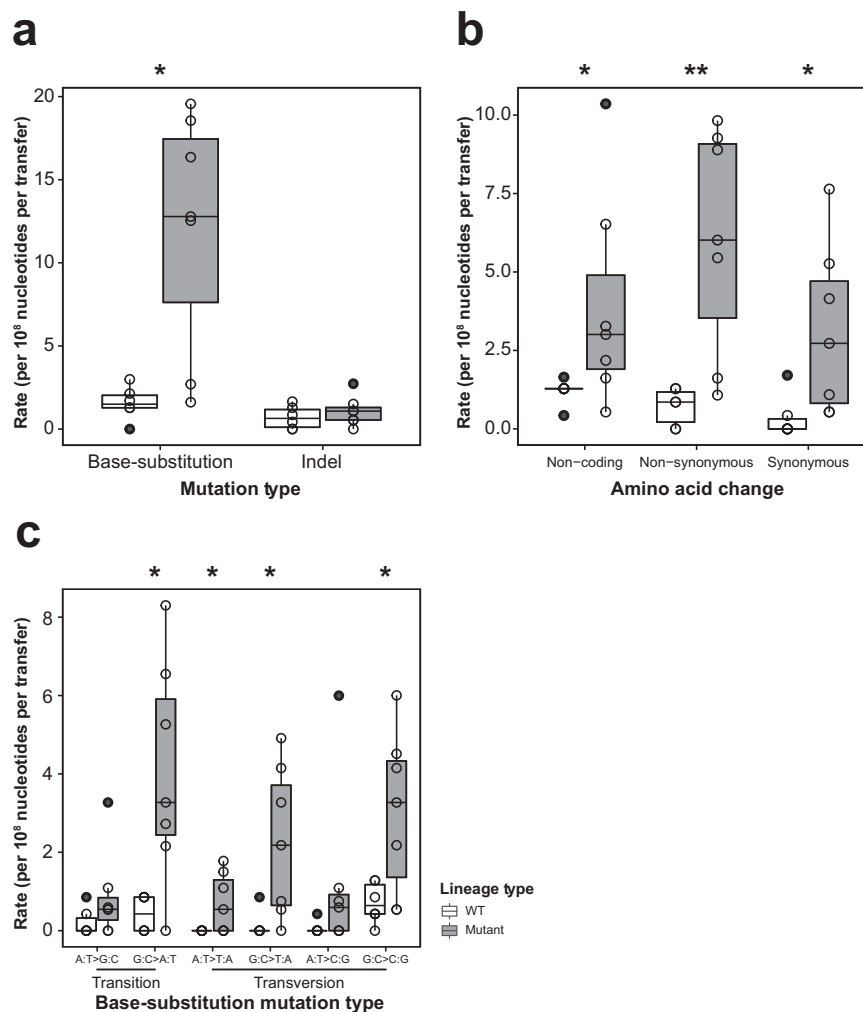 a
*
20
15
10
5
0
Rate (per 10⁸ nucleotides per transfer)
Base-substitution Indel
Mutation type
b
* ** *
10.0
7.5
5.0
2.5
0.0
Rate (per 10⁸ nucleotides per transfer)
Non-coding Non-synonymous Synonymous
Amino acid change
c
* * * *
8
6
4
2
0
Rate (per 10⁸ nucleotides per transfer)
A:T>G:C G:C>A:T A:T>T:A G:C>T:A A:T>C:G G:C>C:G
Transition Transversion
Base-substitution mutation type
Lineage type
WT
Mutant